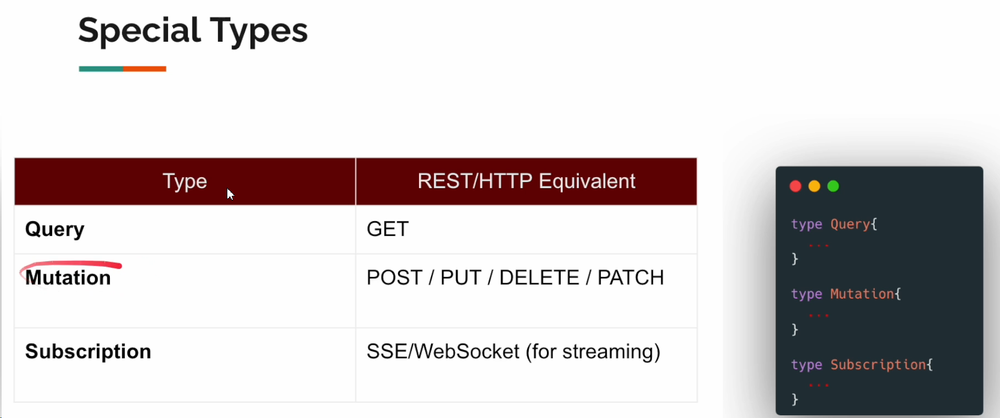 Special Types
Type
REST/HTTP Equivalent
Query
GET
Mutation
POST / PUT / DELETE / PATCH
Subscription
SSE/WebSocket (for streaming)
type Query{
...
}
type Mutation{
...
}
type Subscription{
...
}